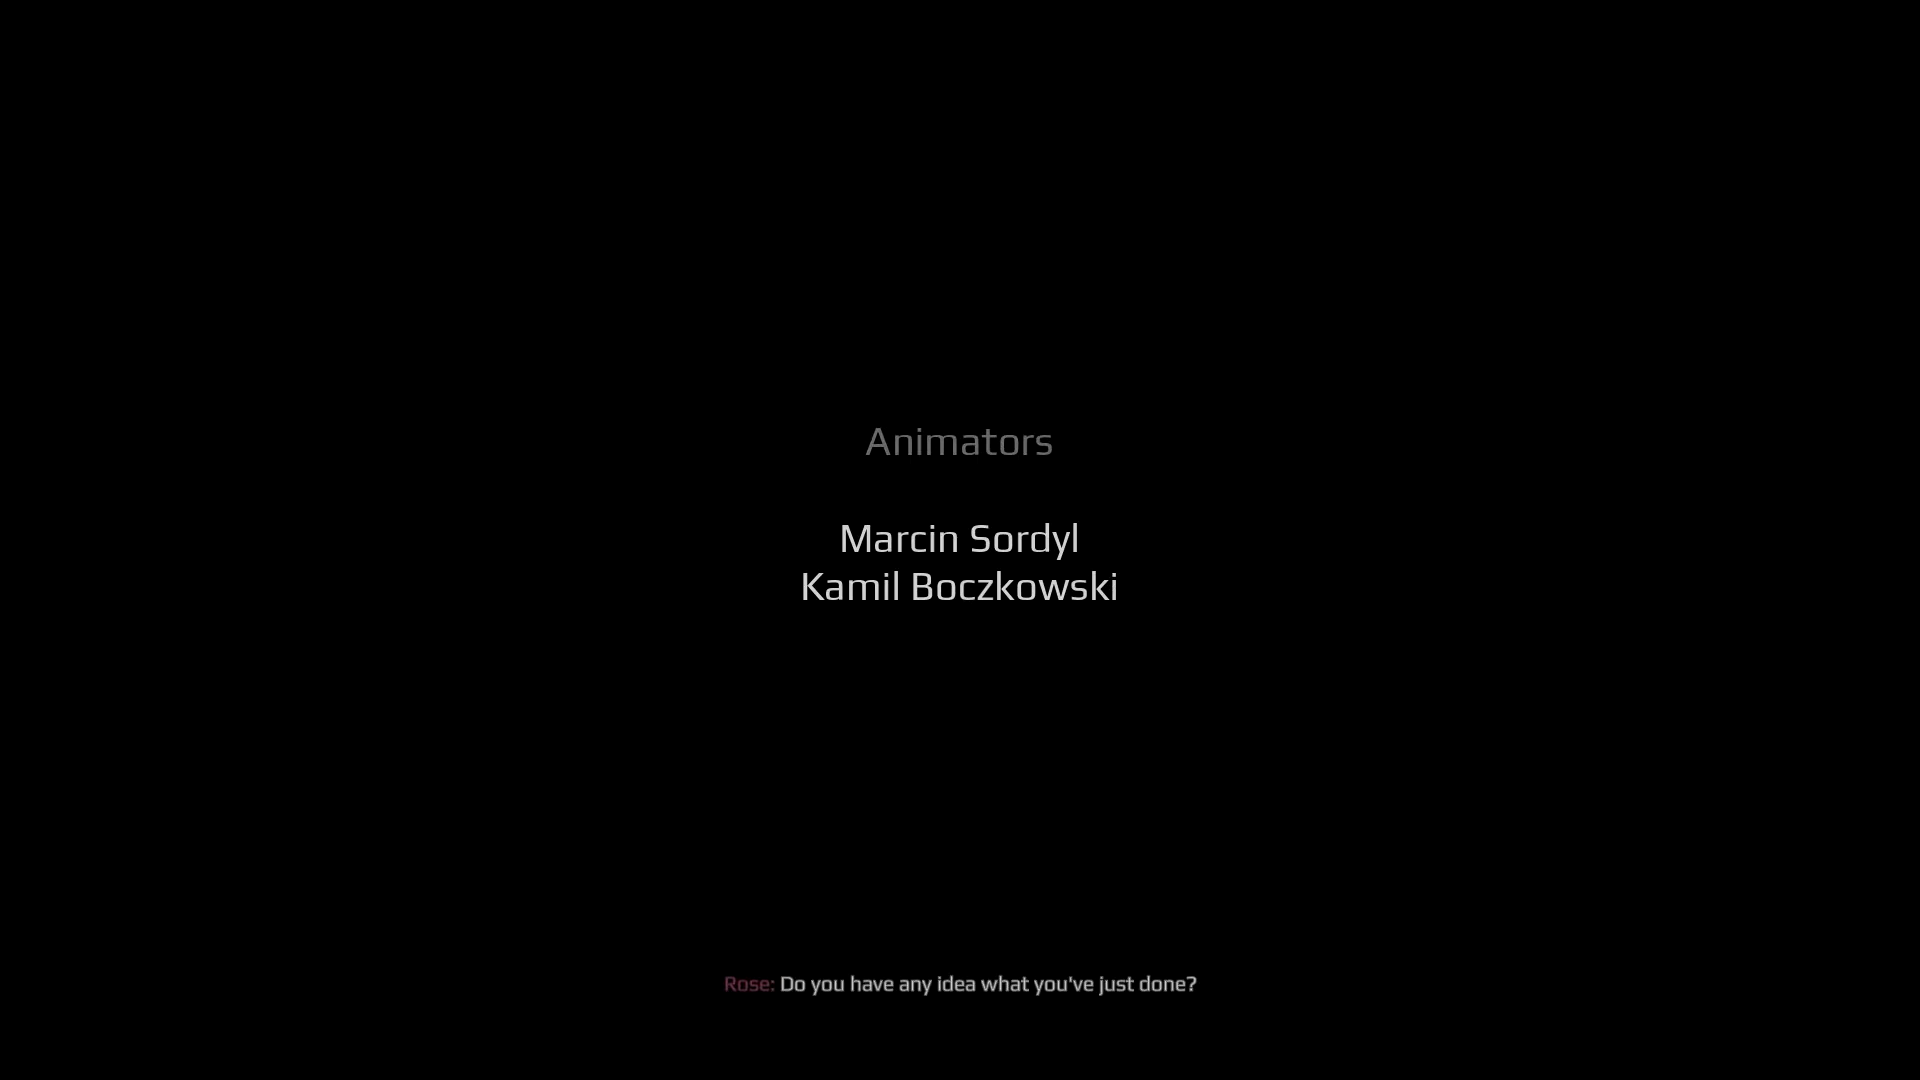 Animators
Marcin Sordyl
Kamil Boczkowski
Rose: Do you have any idea what you've just done?